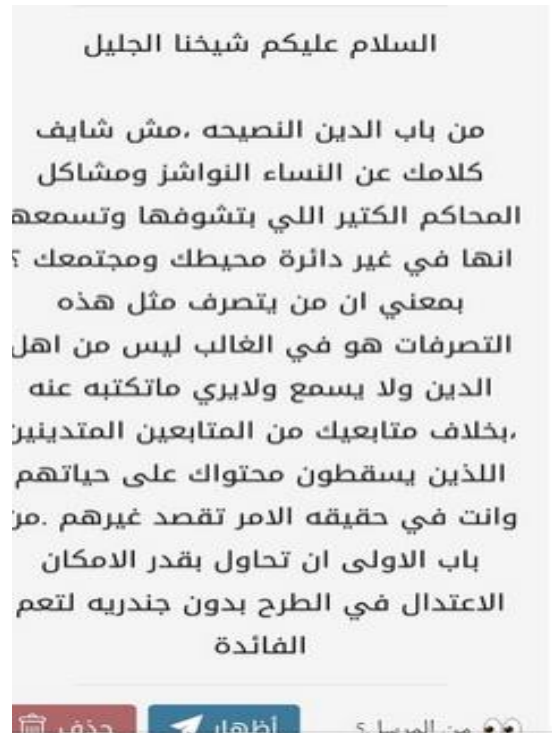 السلام عليكم شيخنا الجليل
من باب الدين النصيحه ،مش شايف
كلامك عن النساء النواشز ومشاكل
المحاكم الكتير اللي بتشوفها وتسمعها
انها في غير دائرة محيطك ومجتمعك ؟
بمعني ان من يتصرف مثل هذه
التصرفات هو في الغالب ليس من اهل
الدين ولا يسمع ولايري ماتكتبه عنه
،بخلاف متابعيك من المتابعين المتدينين
اللذين يسقطون محتواك على حياتهم
وانت في حقيقه الامر تقصد غيرهم .من
باب الاولى ان تحاول بقدر الامكان
الاعتدال في الطرح بدون جندريه لتعم
الفائدة
من المرسل؟ أظهار حذف